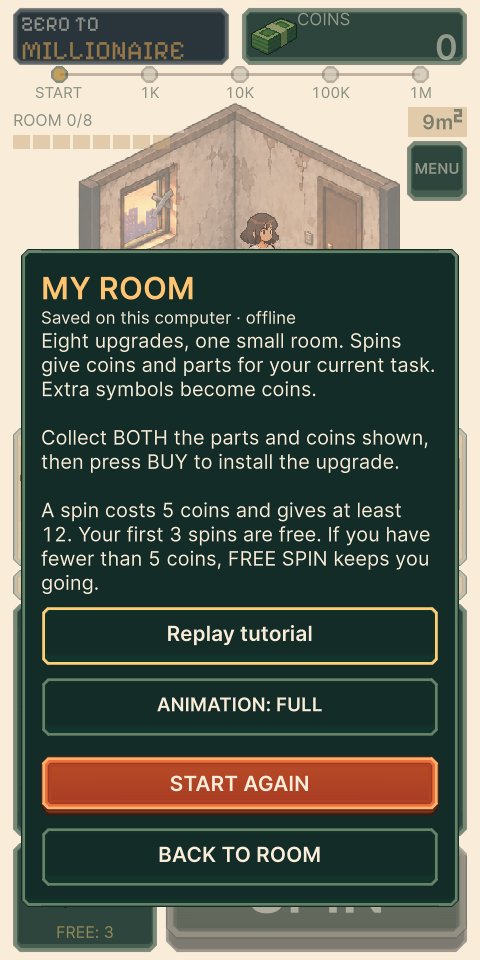 ZERO TO
MILLIONAIRE
COINS
0
START 1K 10K 100K 1M
ROOM 0/8
9m²
MENU
MY ROOM
Saved on this computer · offline
Eight upgrades, one small room. Spins
give coins and parts for your current task.
Extra symbols become coins.
Collect BOTH the parts and coins shown,
then press BUY to install the upgrade.
A spin costs 5 coins and gives at least
12. Your first 3 spins are free. If you have
fewer than 5 coins, FREE SPIN keeps you
going.
Replay tutorial
ANIMATION: FULL
START AGAIN
BACK TO ROOM
SPIN
FREE: 3